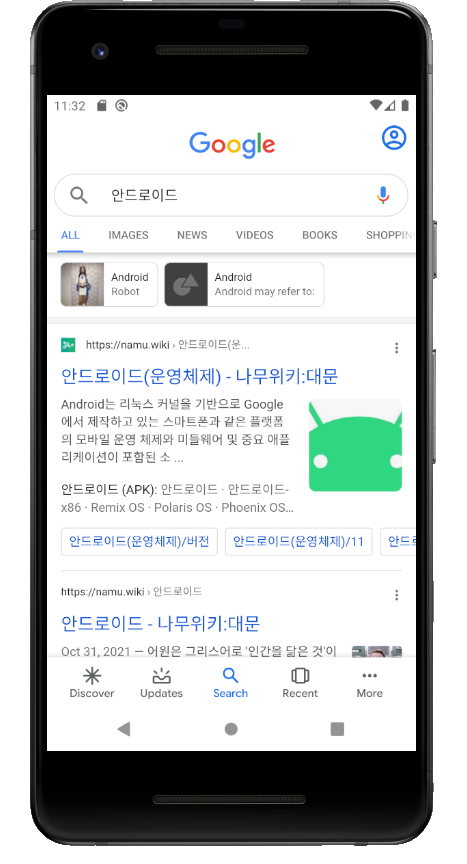 11:32
Google
안드로이드
ALL IMAGES NEWS VIDEOS BOOKS SHOPPIN
Android
Robot
Android
Android may refer to:
https://namu.wiki › 안드로이드(운...
안드로이드(운영체제) - 나무위키:대문
Android는 리눅스 커널을 기반으로 Google
에서 제작하고 있는 스마트폰과 같은 플랫폼
의 모바일 운영 체제와 미들웨어 및 중요 애플
리케이션이 포함된 소 ...
안드로이드 (APK): 안드로이드 · 안드로이드-
x86 · Remix OS · Polaris OS · Phoenix OS...
안드로이드(운영체제)/버전 안드로이드(운영체제)/11 안드
https://namu.wiki › 안드로이드
안드로이드 - 나무위키:대문
Oct 31, 2021 — 어원은 그리스어로 '인간을 닮은 것'이
Discover Updates Search Recent More